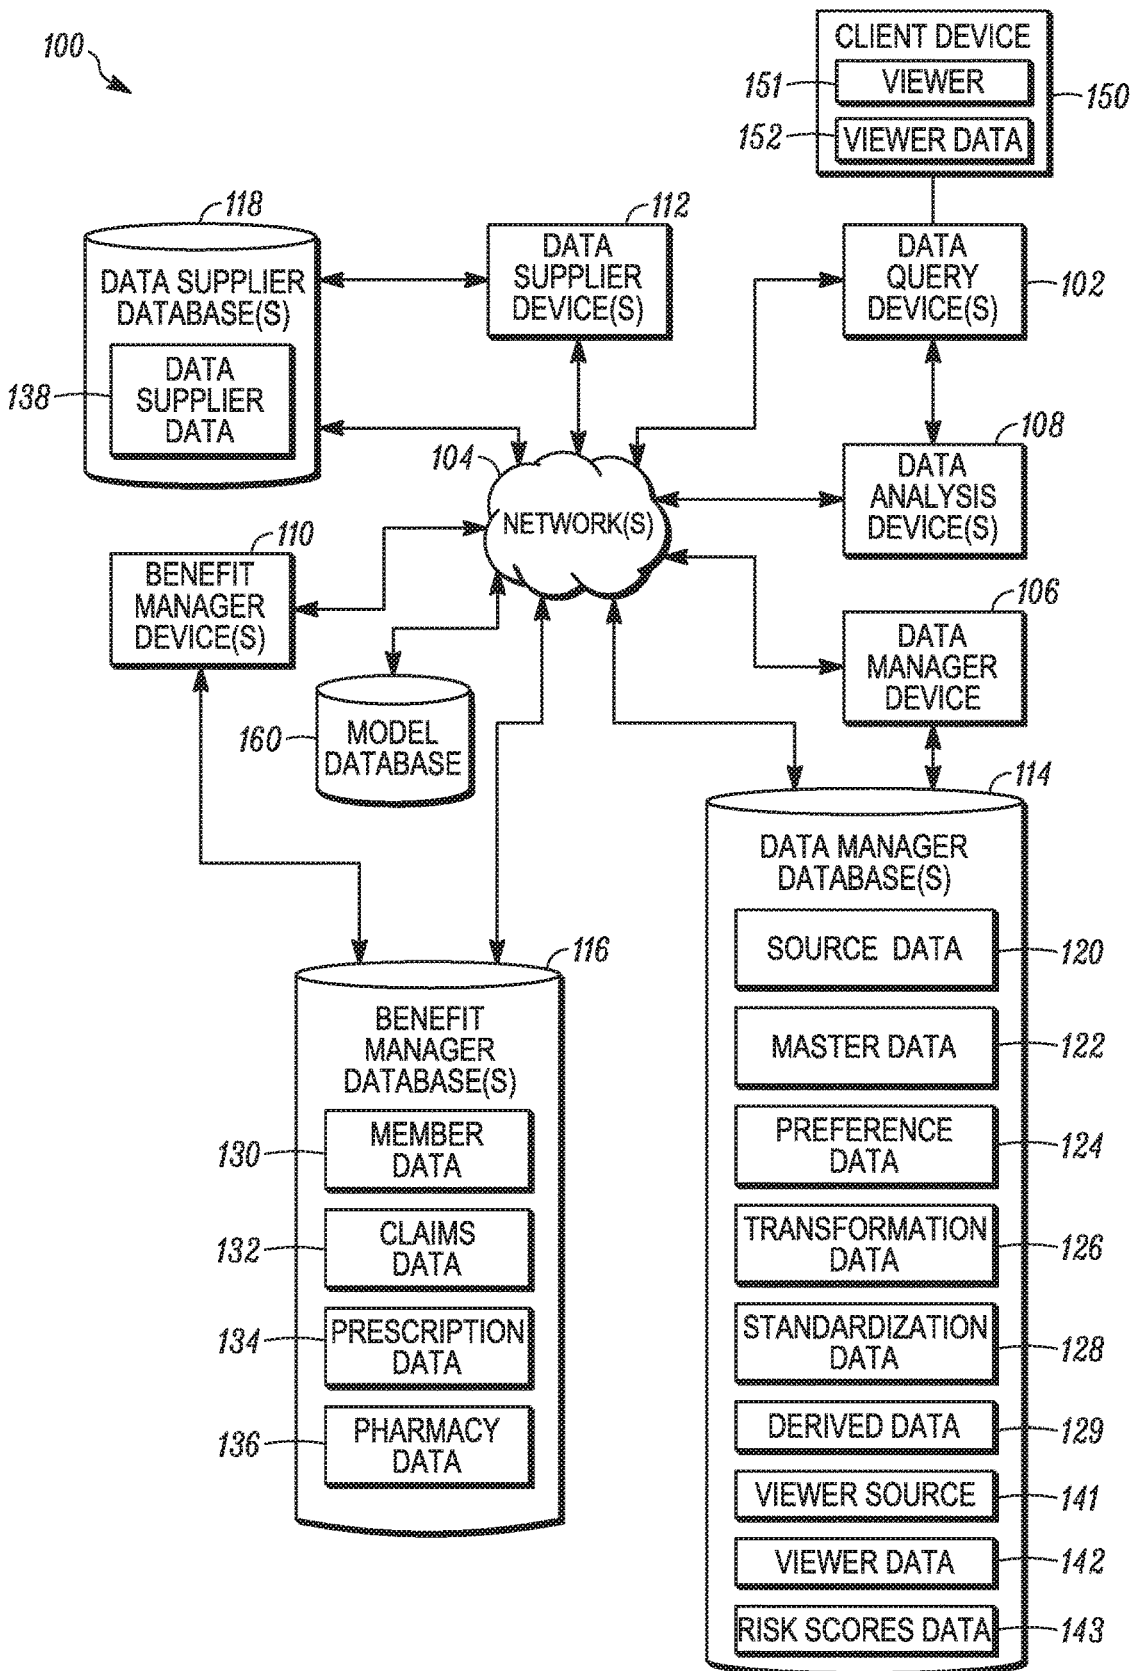 100
CLIENT DEVICE
151
VIEWER
150
152
VIEWER DATA
118
DATA SUPPLIER
DATABASE(S)
138
DATA
SUPPLIER
DATA
112
DATA
SUPPLIER
DEVICE(S)
DATA
QUERY
DEVICE(S)
102
104
NETWORK(S)
108
DATA
ANALYSIS
DEVICE(S)
110
BENEFIT
MANAGER
DEVICE(S)
106
DATA
MANAGER
DEVICE
160
MODEL
DATABASE
116
BENEFIT
MANAGER
DATABASE(S)
130
MEMBER
DATA
132
CLAIMS
DATA
134
PRESCRIPTION
DATA
136
PHARMACY
DATA
114
DATA MANAGER
DATABASE(S)
SOURCE DATA
120
MASTER DATA
122
PREFERENCE
DATA
124
TRANSFORMATION
DATA
126
STANDARDIZATION
DATA
128
DERIVED DATA
129
VIEWER SOURCE
141
VIEWER DATA
142
RISK SCORES DATA
143